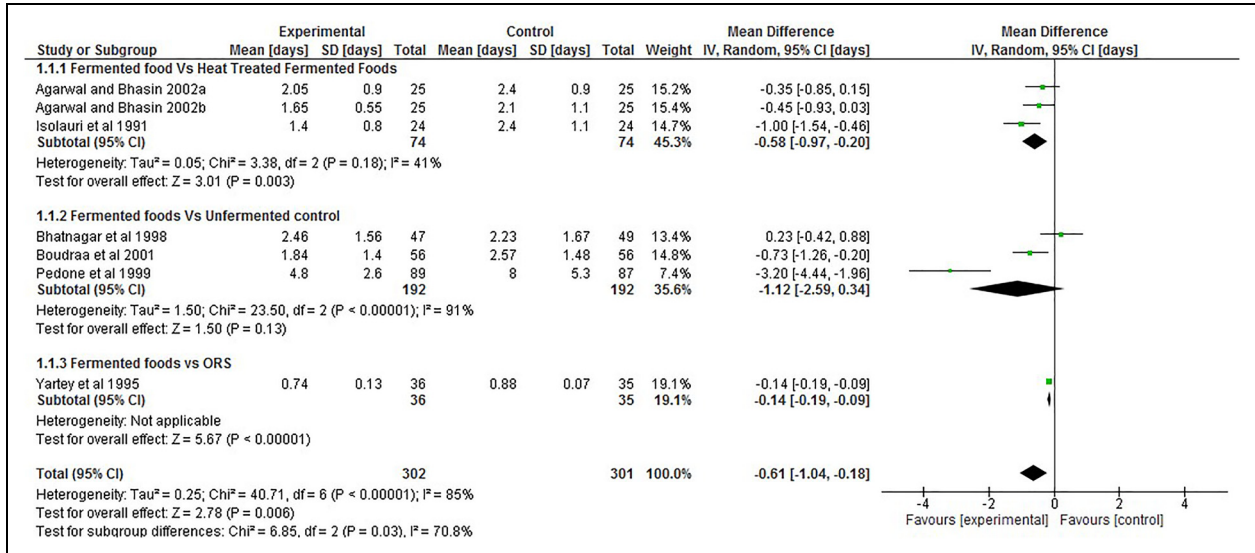 Experimental Control Mean Difference Mean Difference
Study or Subgroup Mean [days] SD [days] Total Mean [days] SD [days] Total Weight IV, Random, 95% CI [days] IV, Random, 95% CI [days]
1.1.1 Fermented food Vs Heat Treated Fermented Foods
Agarwal and Bhasin 2002a 2.05 0.9 25 2.4 0.9 25 15.2% -0.35 [-0.85, 0.15]
Agarwal and Bhasin 2002b 1.65 0.55 25 2.1 1.1 25 15.4% -0.45 [-0.93, 0.03]
Isolauri et al 1991 1.4 0.8 24 2.4 1.1 24 14.7% -1.00 [-1.54, -0.46]
Subtotal (95% CI) 74 74 45.3% -0.58 [-0.97, -0.20]
Heterogeneity: Tau² = 0.05; Chi² = 3.38, df = 2 (P = 0.18); I² = 41%
Test for overall effect: Z = 3.01 (P = 0.003)
1.1.2 Fermented foods Vs Unfermented control
Bhatnagar et al 1998 2.46 1.56 47 2.23 1.67 49 13.4% 0.23 [-0.42, 0.88]
Boudraa et al 2001 1.84 1.4 56 2.57 1.48 56 14.8% -0.73 [-1.26, -0.20]
Pedone et al 1999 4.8 2.6 89 8 5.3 87 7.4% -3.20 [-4.44, -1.96]
Subtotal (95% CI) 192 192 35.6% -1.12 [-2.59, 0.34]
Heterogeneity: Tau² = 1.50; Chi² = 23.50, df = 2 (P < 0.00001); I² = 91%
Test for overall effect: Z = 1.50 (P = 0.13)
1.1.3 Fermented foods vs ORS
Yartey et al 1995 0.74 0.13 36 0.88 0.07 35 19.1% -0.14 [-0.19, -0.09]
Subtotal (95% CI) 36 35 19.1% -0.14 [-0.19, -0.09]
Heterogeneity: Not applicable
Test for overall effect: Z = 5.67 (P < 0.00001)
Total (95% CI) 302 301 100.0% -0.61 [-1.04, -0.18]
Heterogeneity: Tau² = 0.25; Chi² = 40.71, df = 6 (P < 0.00001); I² = 85%
Test for overall effect: Z = 2.78 (P = 0.006)
Test for subgroup differences: Chi² = 6.85, df = 2 (P = 0.03), I² = 70.8%
-4 -2 0 2 4
Favours [experimental] Favours [control]